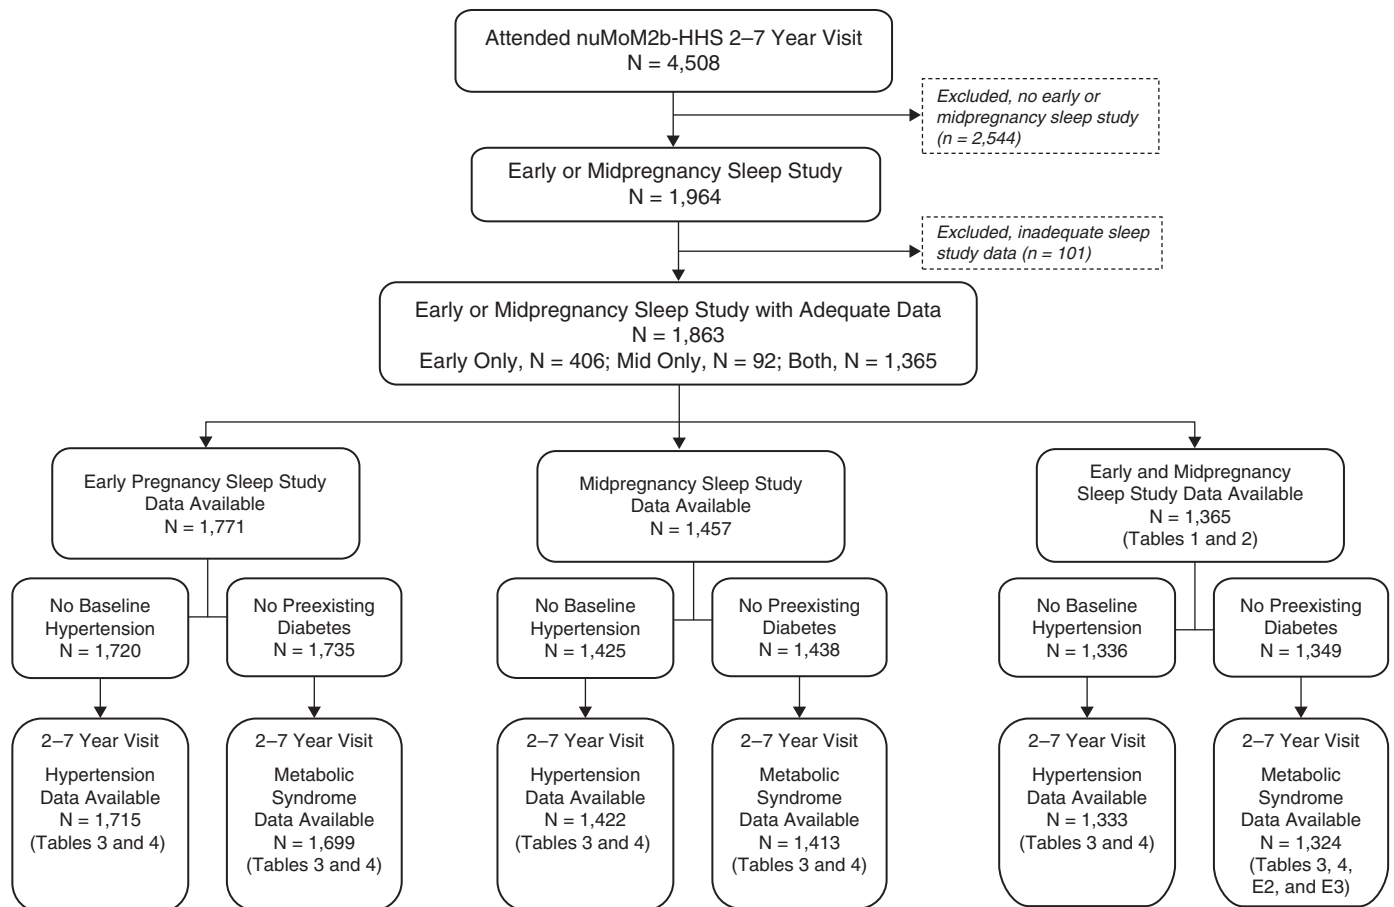 Attended nuMoM2b-HHS 2–7 Year Visit
N = 4,508
Excluded, no early or
midpregnancy sleep study
(n = 2,544)
Early or Midpregnancy Sleep Study
N = 1,964
Excluded, inadequate sleep
study data (n = 101)
Early or Midpregnancy Sleep Study with Adequate Data
N = 1,863
Early Only, N = 406; Mid Only, N = 92; Both, N = 1,365
Early Pregnancy Sleep Study
Data Available
N = 1,771
Midpregnancy Sleep Study
Data Available
N = 1,457
Early and Midpregnancy
Sleep Study Data Available
N = 1,365
(Tables 1 and 2)
No Baseline
Hypertension
N = 1,720
No Preexisting
Diabetes
N = 1,735
No Baseline
Hypertension
N = 1,425
No Preexisting
Diabetes
N = 1,438
No Baseline
Hypertension
N = 1,336
No Preexisting
Diabetes
N = 1,349
2–7 Year Visit
Hypertension
Data Available
N = 1,715
(Tables 3 and 4)
2–7 Year Visit
Metabolic
Syndrome
Data Available
N = 1,699
(Tables 3 and 4)
2–7 Year Visit
Hypertension
Data Available
N = 1,422
(Tables 3 and 4)
2–7 Year Visit
Metabolic
Syndrome
Data Available
N = 1,413
(Tables 3 and 4)
2–7 Year Visit
Hypertension
Data Available
N = 1,333
(Tables 3 and 4)
2–7 Year Visit
Metabolic
Syndrome
Data Available
N = 1,324
(Tables 3, 4,
E2, and E3)